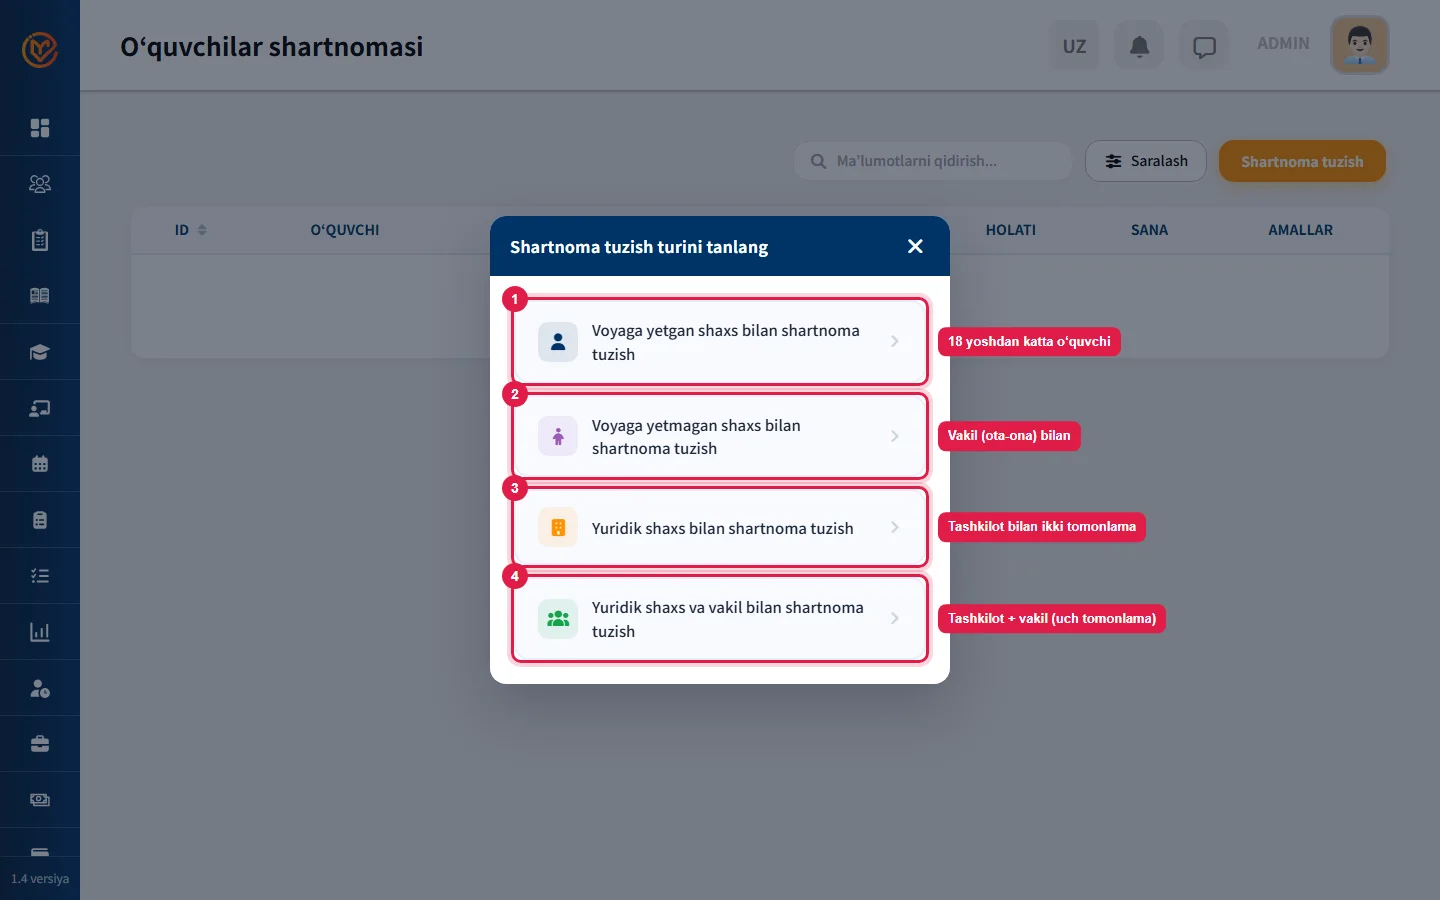 O‘quvchilar shartnomasi
UZ
ADMIN
Ma'lumotlarni qidirish...
Saralash
Shartnoma tuzish
ID
O‘QUVCHI
HOLATI
SANA
AMALLAR
Shartnoma tuzish turini tanlang
1
Voyaga yetgan shaxs bilan shartnoma
tuzish
18 yoshdan katta o‘quvchi
2
Voyaga yetmagan shaxs bilan
shartnoma tuzish
Vakil (ota-ona) bilan
3
Yuridik shaxs bilan shartnoma tuzish
Tashkilot bilan ikki tomonlama
4
Yuridik shaxs va vakil bilan shartnoma
tuzish
Tashkilot + vakil (uch tomonlama)
1.4 versiya